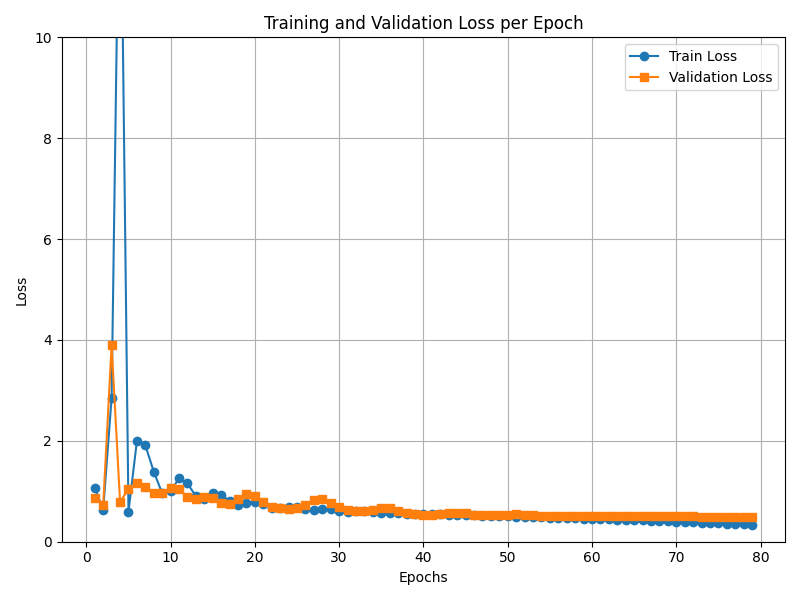 Training and Validation Loss per Epoch
Train Loss
Validation Loss
10
8
6
4
2
0
Loss
0 10 20 30 40 50 60 70 80
Epochs